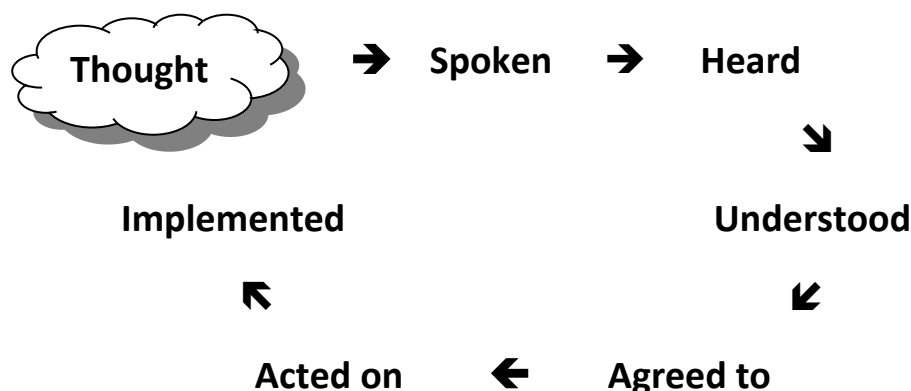 Thought ➔ Spoken ➔ Heard
Implemented Understood
Acted on Agreed to